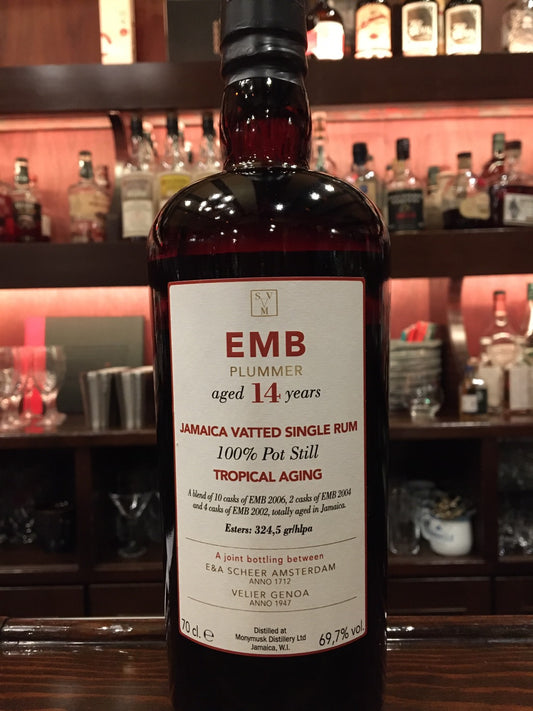 S V
M
EMB
PLUMMER
aged 14 years
JAMAICA VATTED SINGLE RUM
100% Pot Still
TROPICAL AGING
A blend of 10 casks of EMB 2006, 2 casks of EMB 2004
and 4 casks of EMB 2002, totally aged in Jamaica.
Esters: 324,5 gr/hlpa
A joint bottling between
E&A SCHEER AMSTERDAM
ANNO 1712
VELIER GENOA
ANNO 1947
70 cl. e
Distilled at
Monymusk Distillery Ltd
Jamaica, W.I.
69,7% vol.